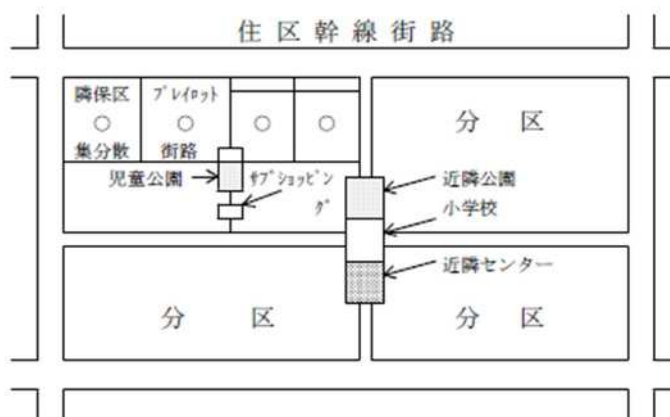 住区幹線街路
隣保区 プレイロット
集分散 街路
分 区
児童公園
サブショッピン
グ
近隣公園
小学校
近隣センター
分 区
分 区